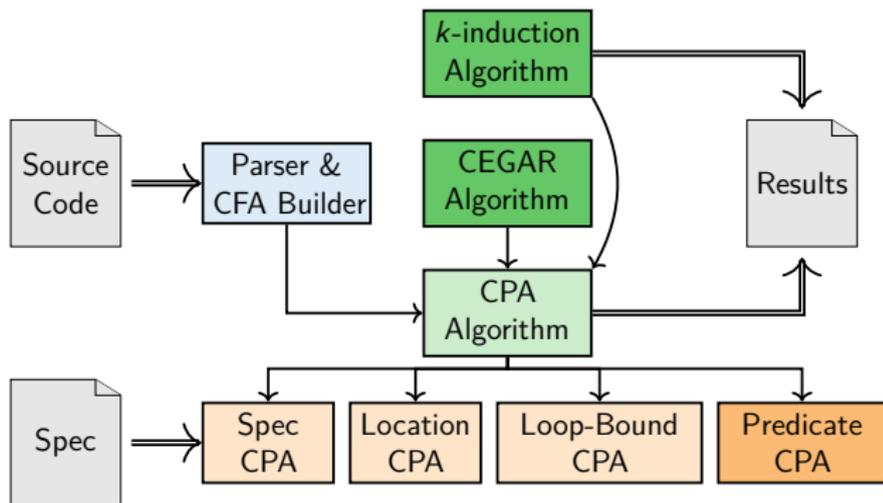 k-induction
Algorithm
Source
Code
Parser &
CFA Builder
CEGAR
Algorithm
Results
CPA
Algorithm
Spec
Spec
CPA
Location
CPA
Loop-Bound
CPA
Predicate
CPA